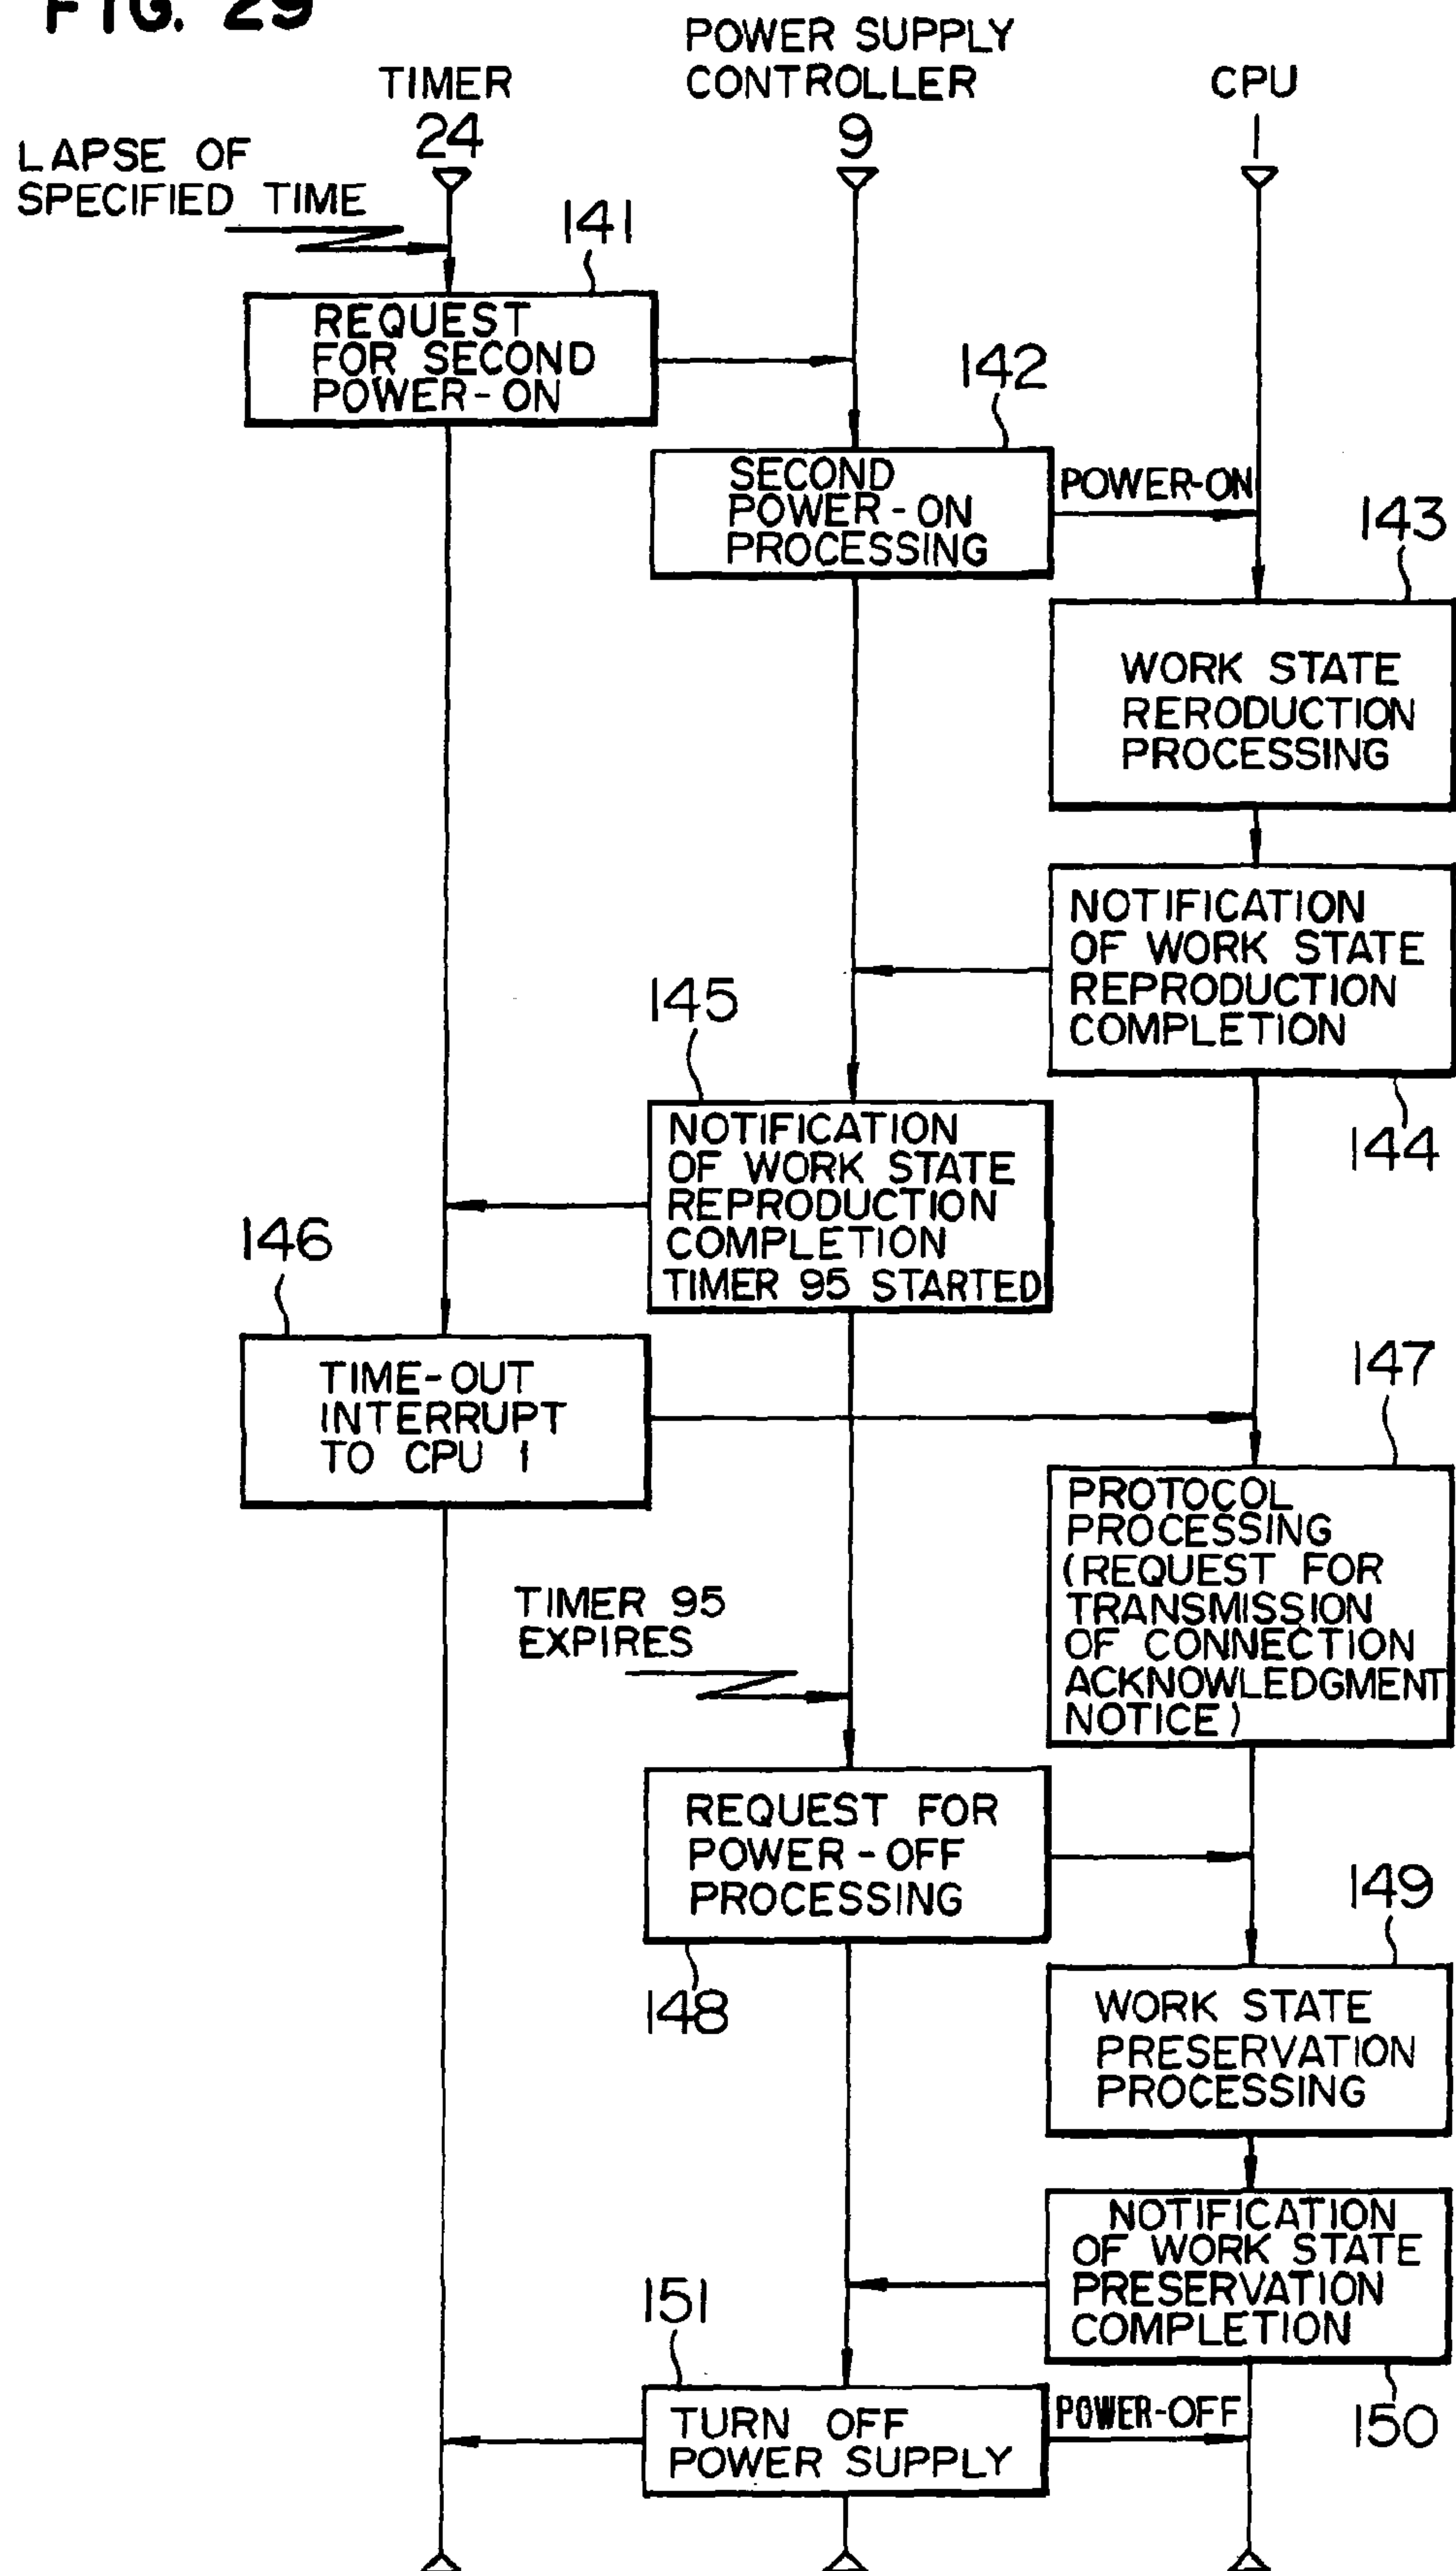 FIG. 29
TIMER
24
POWER SUPPLY
CONTROLLER
9
CPU
1
LAPSE OF
SPECIFIED TIME
141
REQUEST
FOR SECOND
POWER-ON
142
SECOND
POWER-ON
PROCESSING
POWER-ON
143
WORK STATE
RERODUCTION
PROCESSING
NOTIFICATION
OF WORK STATE
REPRODUCTION
COMPLETION
144
145
NOTIFICATION
OF WORK STATE
REPRODUCTION
COMPLETION
TIMER 95 STARTED
146
TIME-OUT
INTERRUPT
TO CPU 1
147
PROTOCOL
PROCESSING
(REQUEST FOR
TRANSMISSION
OF CONNECTION
ACKNOWLEDGMENT
NOTICE)
TIMER 95
EXPIRES
REQUEST FOR
POWER-OFF
PROCESSING
148
149
WORK STATE
PRESERVATION
PROCESSING
NOTIFICATION
OF WORK STATE
PRESERVATION
COMPLETION
150
151
TURN OFF
POWER SUPPLY
POWER-OFF